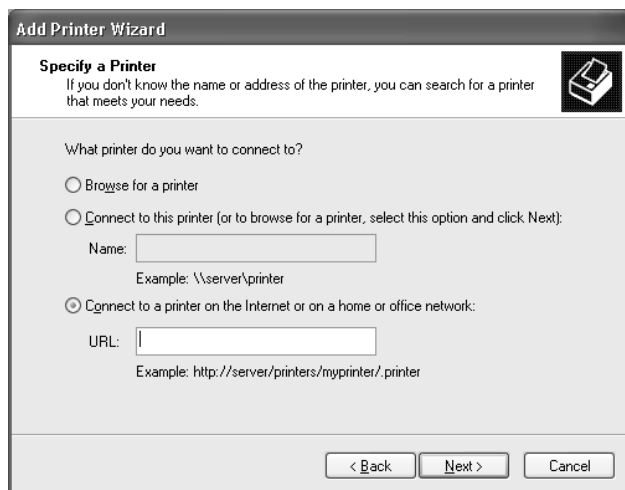 Add Printer Wizard
Specify a Printer
If you don't know the name or address of the printer, you can search for a printer
that meets your needs.
What printer do you want to connect to?
Browse for a printer
Connect to this printer (or to browse for a printer, select this option and click Next):
Name:
Example: \\server\printer
Connect to a printer on the Internet or on a home or office network:
URL:
Example: http://server/printers/myprinter/.printer
< Back Next > Cancel